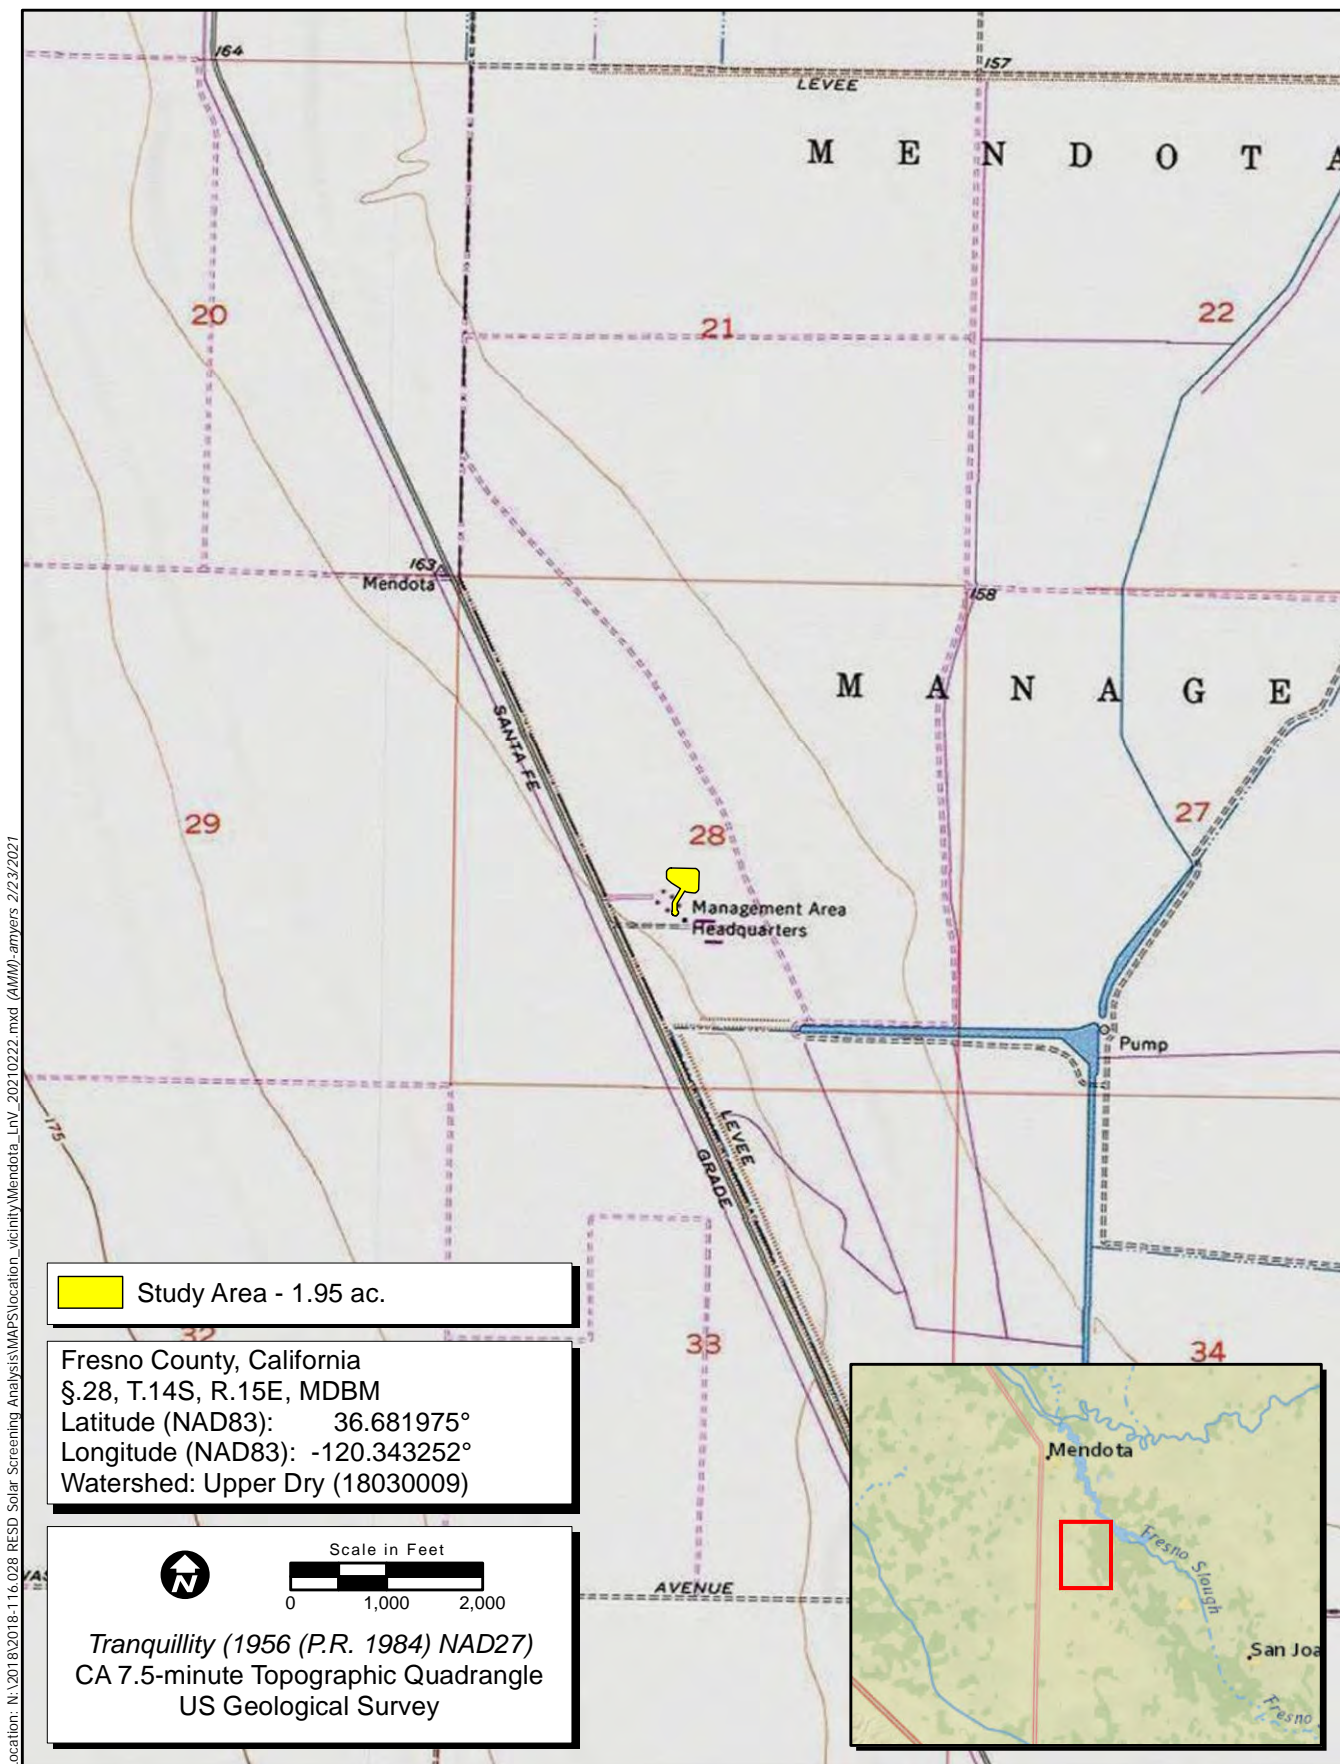 164
157
LEVEE
M E N D O T A
20
21
22
163
Mendota
158
M A N A G E
SANTA FE
29
28
27
Management Area
Headquarters
Pump
175
LEVEE
GRADE
Study Area - 1.95 ac.
32
33
34
Fresno County, California
§.28, T.14S, R.15E, MDBM
Latitude (NAD83): 36.681975°
Longitude (NAD83): -120.343252°
Watershed: Upper Dry (18030009)
Mendota
Fresno Slough
San Joa
Fresno
N
Scale in Feet
0 1,000 2,000
AVENUE
Tranquillity (1956 (P.R. 1984) NAD27)
CA 7.5-minute Topographic Quadrangle
US Geological Survey
ocation: N:\2018\2018-116.028 RESD Solar Screening Analysis\MAPS\location_vicinity\Mendota_LnV_20210222.mxd (AMM)-amyers 2/23/2021